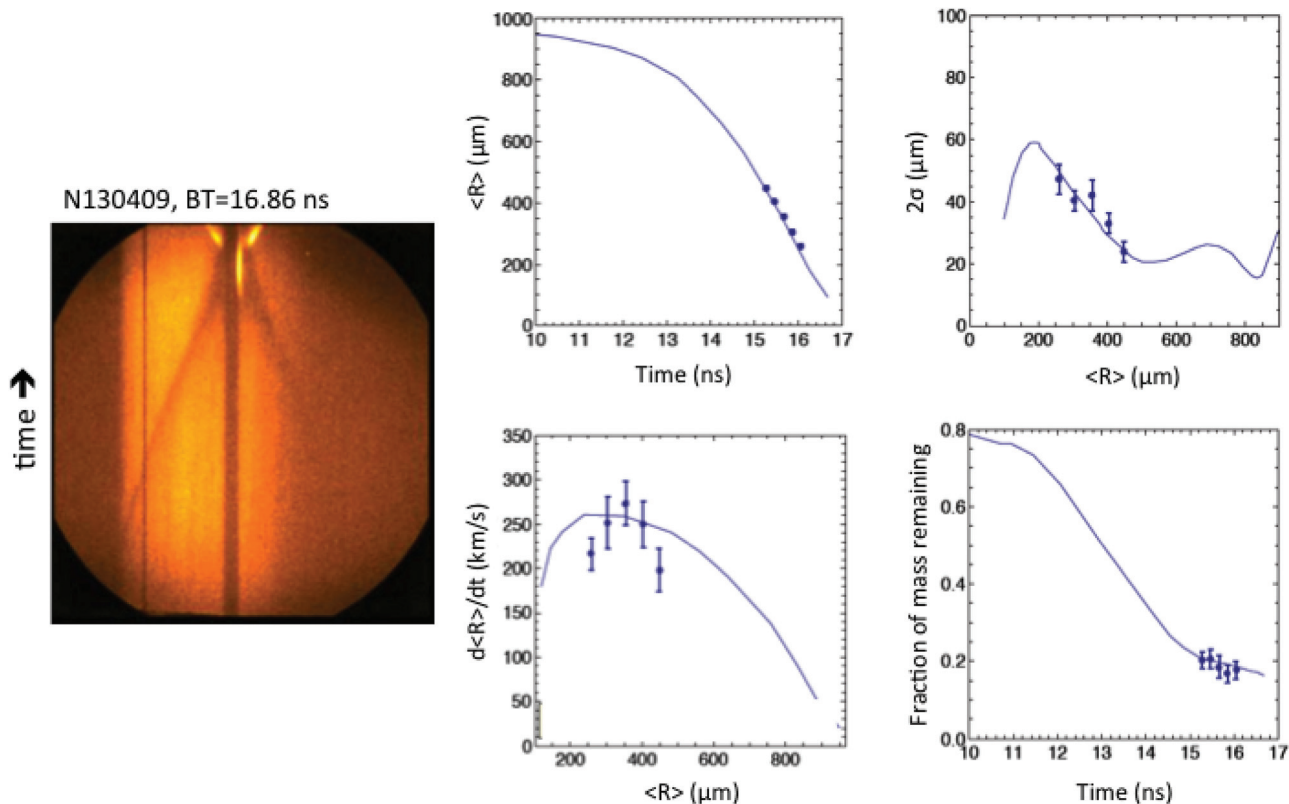 N130409, BT=16.86 ns
time →
<R> (µm)
1000
800
600
400
200
0
10 11 12 13 14 15 16 17
Time (ns)
2σ (µm)
100
80
60
40
20
0
0 200 400 600 800
<R> (µm)
d<R>/dt (km/s)
350
300
250
200
150
100
50
0
200 400 600 800
<R> (µm)
Fraction of mass remaining
0.8
0.6
0.4
0.2
0.0
10 11 12 13 14 15 16 17
Time (ns)